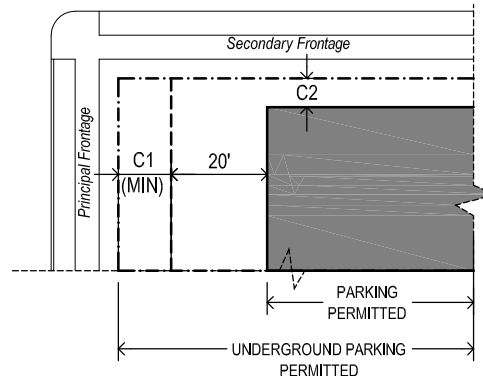 Secondary Frontage
C2
Principal Frontage
C1
(MIN)
20'
PARKING
PERMITTED
UNDERGROUND PARKING
PERMITTED